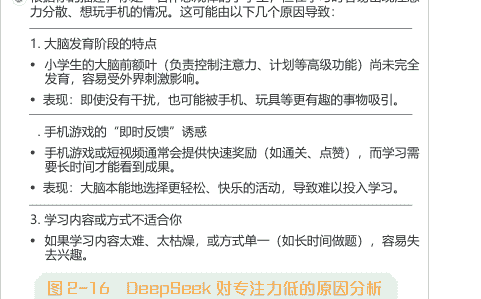 力分散、想玩手机的情况。这可能由以下几个原因导致：
1. 大脑发育阶段的特点
• 小学生的大脑前额叶（负责控制注意力、计划等高级功能）尚未完全
发育，容易受外界刺激影响。
• 表现：即使没有干扰，也可能被手机、玩具等更有趣的事物吸引。
. 手机游戏的“即时反馈”诱惑
• 手机游戏或短视频通常会提供快速奖励（如通关、点赞），而学习需
要长时间才能看到成果。
• 表现：大脑本能地选择更轻松、快乐的活动，导致难以投入学习。
3. 学习内容或方式不适合你
• 如果学习内容太难、太枯燥，或方式单一（如长时间做题），容易失
去兴趣。
图 2-16 DeepSeek 对专注力低的原因分析